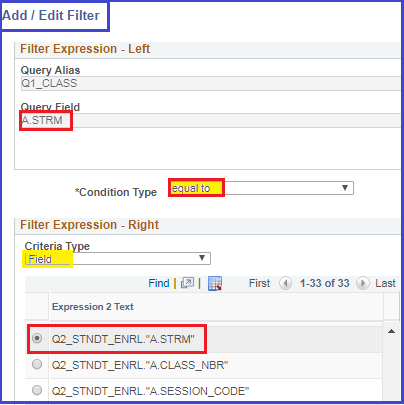 Add / Edit Filter
Filter Expression - Left
Query Alias
Q1_CLASS
Query Field
A.STRM
*Condition Type equal to
Filter Expression - Right
Criteria Type
Field
Find | | First 1-33 of 33 Last
Expression 2 Text
Q2_STNDT_ENRL."A.STRM"
Q2_STNDT_ENRL."A.CLASS_NBR"
Q2_STNDT_ENRL."A.SESSION_CODE"